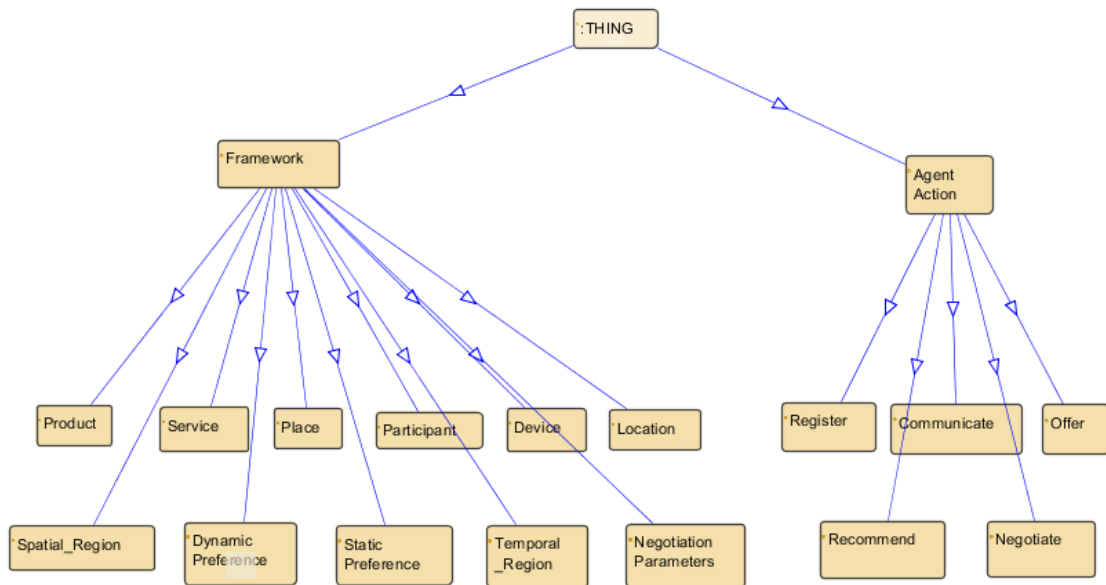 :THING
Framework
Agent
Action
Product
Service
Place
Participant
Device
Location
Register
Communicate
Offer
Spatial_Region
Dynamic
Preference
Static
Preference
Temporal
_Region
Negotiation
Parameters
Recommend
Negotiate